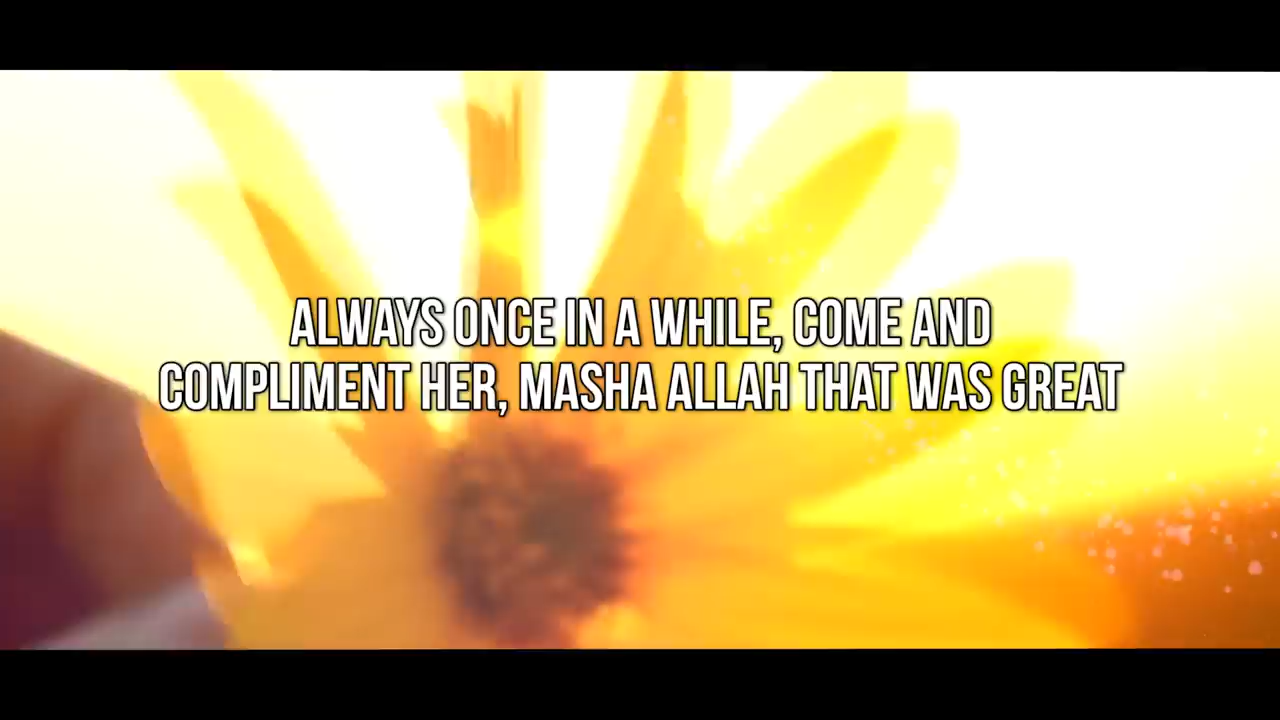 ALWAYS ONCE IN A WHILE, COME AND
COMPLIMENT HER, MASHA ALLAH THAT WAS GREAT